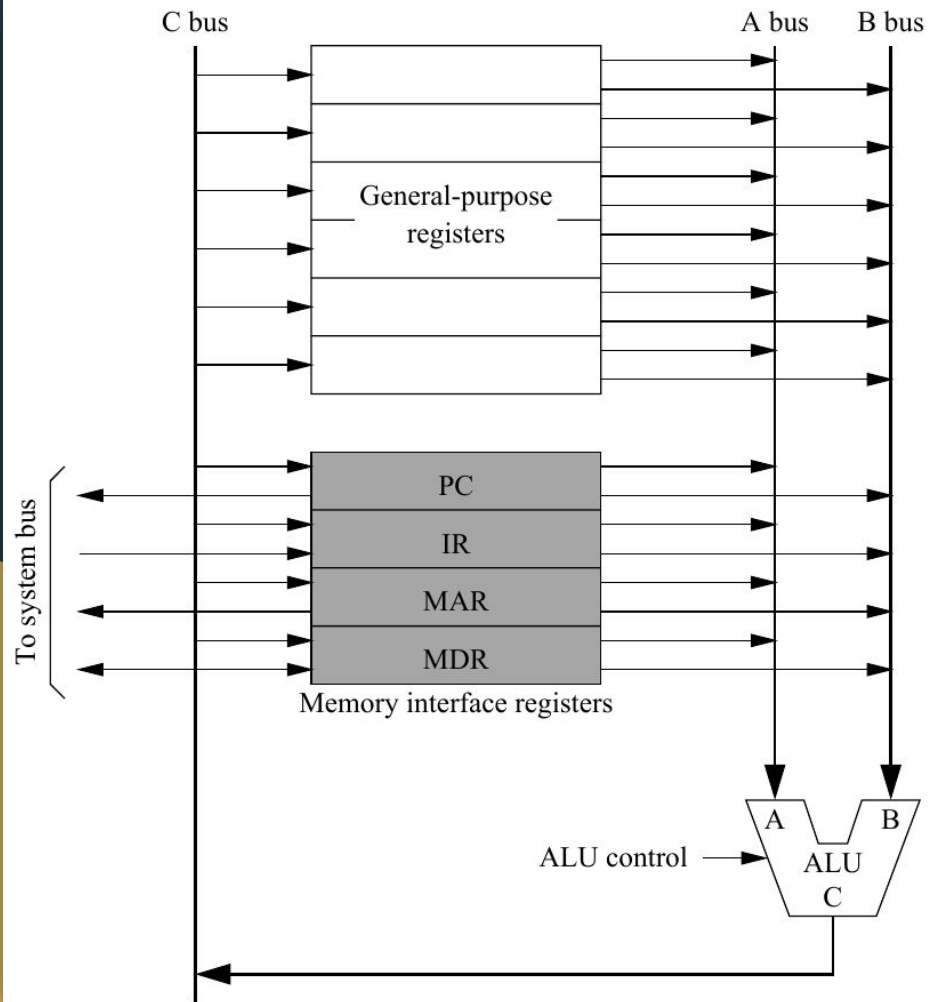 C bus
A bus
B bus
General-purpose
registers
To system bus
PC
IR
MAR
MDR
Memory interface registers
A
B
ALU control
ALU
C